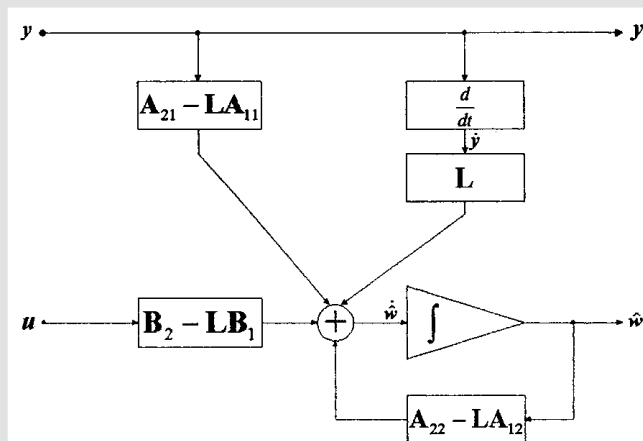 y y
A₂₁ − LA₁₁
d/dt
ẏ
L
u B₂ − LB₁ + ŵ̇ ∫ ŵ
A₂₂ − LA₁₂